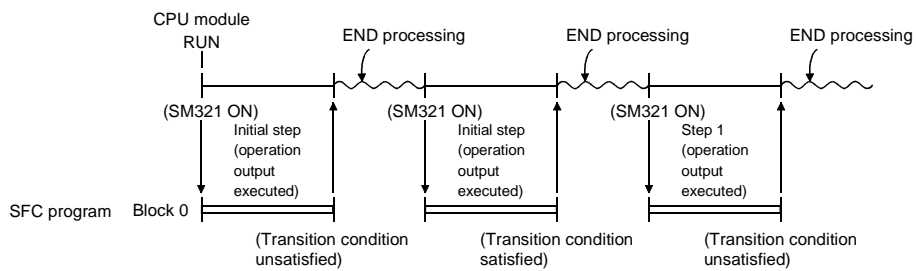 CPU module
RUN
END processing
END processing
END processing
(SM321 ON)
(SM321 ON)
(SM321 ON)
Initial step
(operation
output
executed)
Initial step
(operation
output
executed)
Step 1
(operation
output
executed)
SFC program
Block 0
(Transition condition
unsatisfied)
(Transition condition
satisfied)
(Transition condition
unsatisfied)